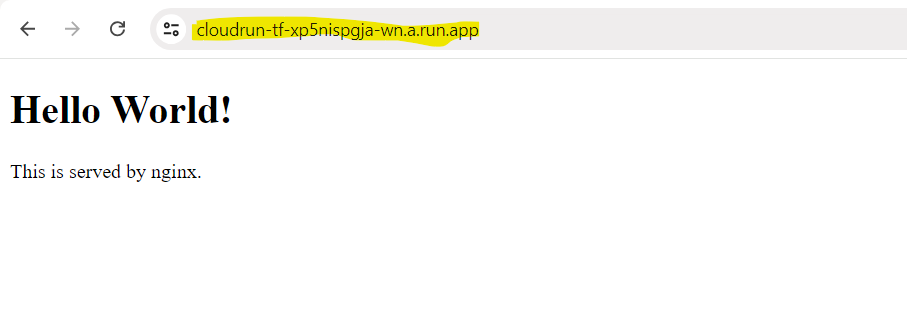 cloudrun-tf-xp5nispgja-wn.a.run.app
Hello World!
This is served by nginx.